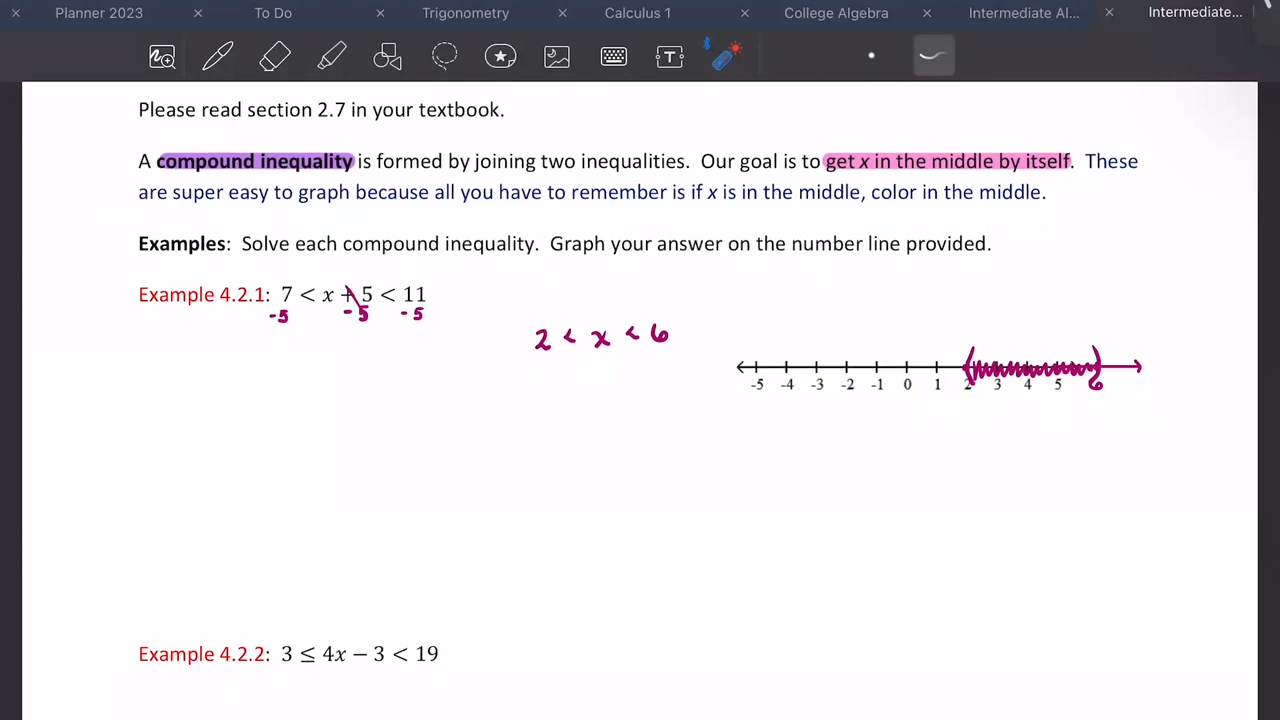 Planner 2023 To Do Trigonometry Calculus 1 College Algebra Intermediate Al... Intermediate...
Please read section 2.7 in your textbook.
A compound inequality is formed by joining two inequalities. Our goal is to get x in the middle by itself. These
are super easy to graph because all you have to remember is if x is in the middle, color in the middle.
Examples: Solve each compound inequality. Graph your answer on the number line provided.
Example 4.2.1: 7 < x + 5 < 11
-5 -5 -5
2 < x < 6
-5 -4 -3 -2 -1 0 1 2 3 4 5 6
Example 4.2.2: 3 ≤ 4x − 3 < 19